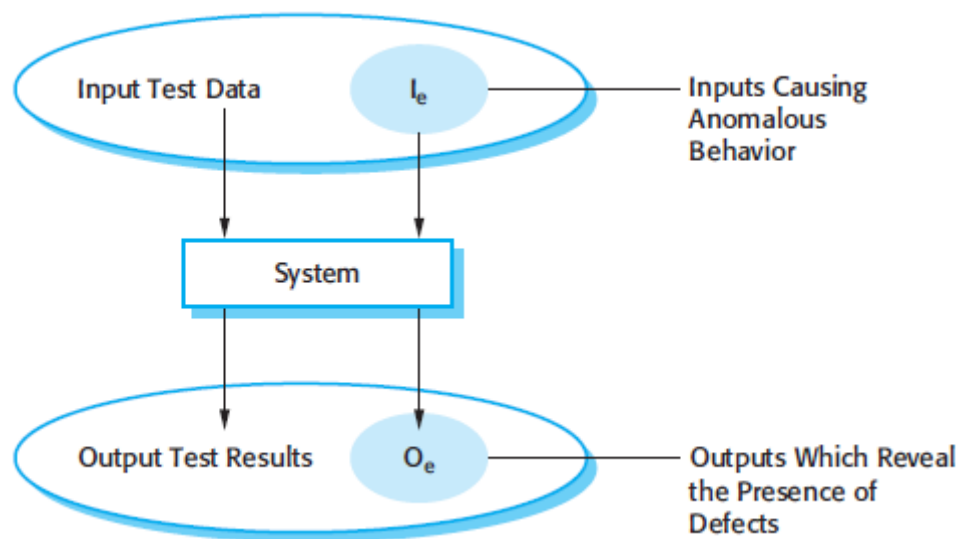 Input Test Data
Ie
Inputs Causing
Anomalous
Behavior
System
Output Test Results
Oe
Outputs Which Reveal
the Presence of
Defects